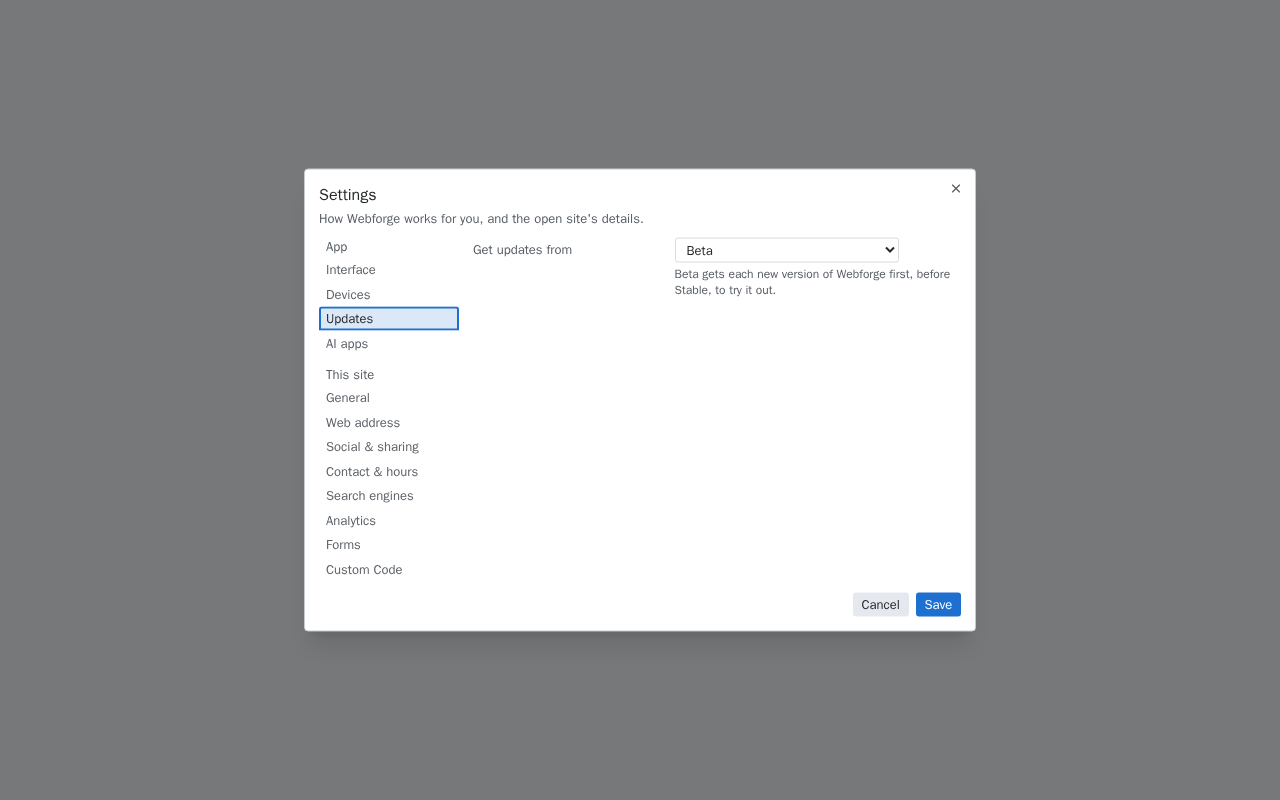 Settings
How Webforge works for you, and the open site's details.
App
Interface
Devices
Updates
AI apps
This site
General
Web address
Social & sharing
Contact & hours
Search engines
Analytics
Forms
Custom Code
Get updates from
Beta
Beta gets each new version of Webforge first, before
Stable, to try it out.
Cancel
Save